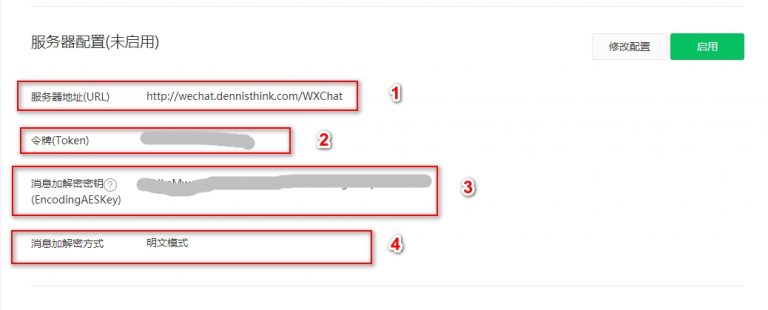 服务器配置(未启用)
修改配置
启用
服务器地址(URL) http://wechat.dennisthink.com/WXChat
1
令牌(Token)
2
消息加解密密钥
(EncodingAESKey)
3
消息加解密方式 明文模式
4